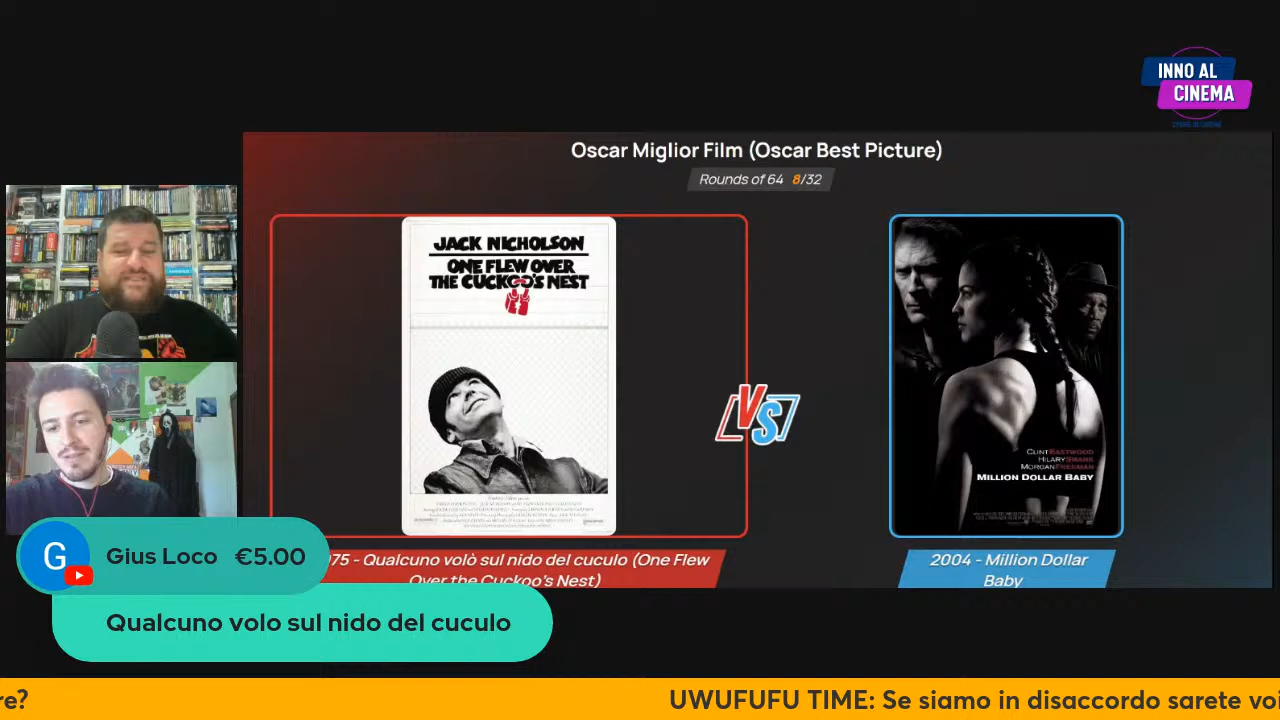 INNO AL
CINEMA
Oscar Miglior Film (Oscar Best Picture)
Rounds of 64 8/32
JACK NICHOLSON
ONE FLEW OVER
THE CUCKOO'S NEST
CLINT EASTWOOD
HILARY SWANK
MORGAN FREEMAN
MILLION DOLLAR BABY
VS
75 - Qualcuno volò sul nido del cuculo (One Flew
Over the Cuckoo's Nest)
2004 - Million Dollar
Baby
G
Gius Loco €5.00
Qualcuno volo sul nido del cuculo
re?
UWUFUFU TIME: Se siamo in disaccordo sarete voi